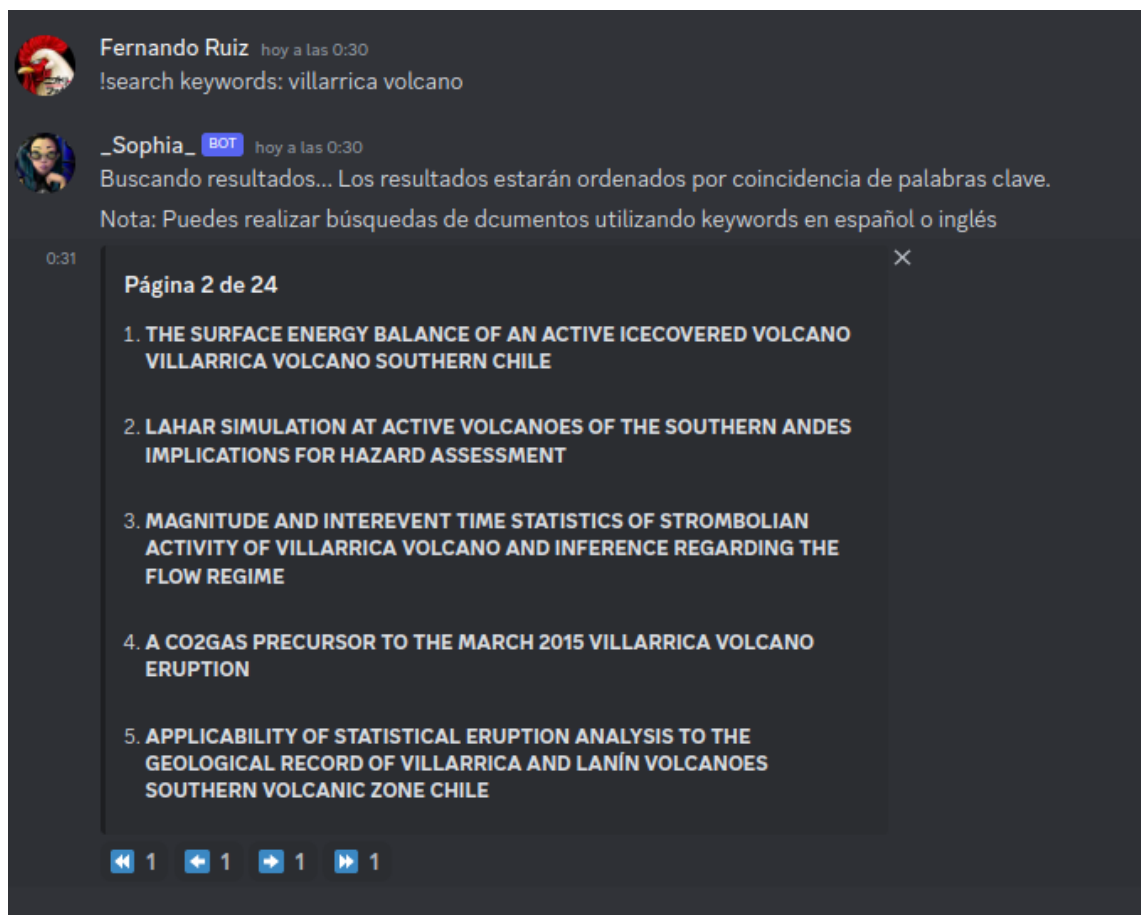 Fernando Ruiz hoy a las 0:30
!search keywords: villarrica volcano
_Sophia_ BOT hoy a las 0:30
Buscando resultados... Los resultados estarán ordenados por coincidencia de palabras clave.
Nota: Puedes realizar búsquedas de dcumentos utilizando keywords en español o inglés
0:31
Página 2 de 24
1. THE SURFACE ENERGY BALANCE OF AN ACTIVE ICECOVERED VOLCANO
VILLARRICA VOLCANO SOUTHERN CHILE
2. LAHAR SIMULATION AT ACTIVE VOLCANOES OF THE SOUTHERN ANDES
IMPLICATIONS FOR HAZARD ASSESSMENT
3. MAGNITUDE AND INTEREVENT TIME STATISTICS OF STROMBOLIAN
ACTIVITY OF VILLARRICA VOLCANO AND INFERENCE REGARDING THE
FLOW REGIME
4. A CO2GAS PRECURSOR TO THE MARCH 2015 VILLARRICA VOLCANO
ERUPTION
5. APPLICABILITY OF STATISTICAL ERUPTION ANALYSIS TO THE
GEOLOGICAL RECORD OF VILLARRICA AND LANÍN VOLCANOES
SOUTHERN VOLCANIC ZONE CHILE
1 1 1 1